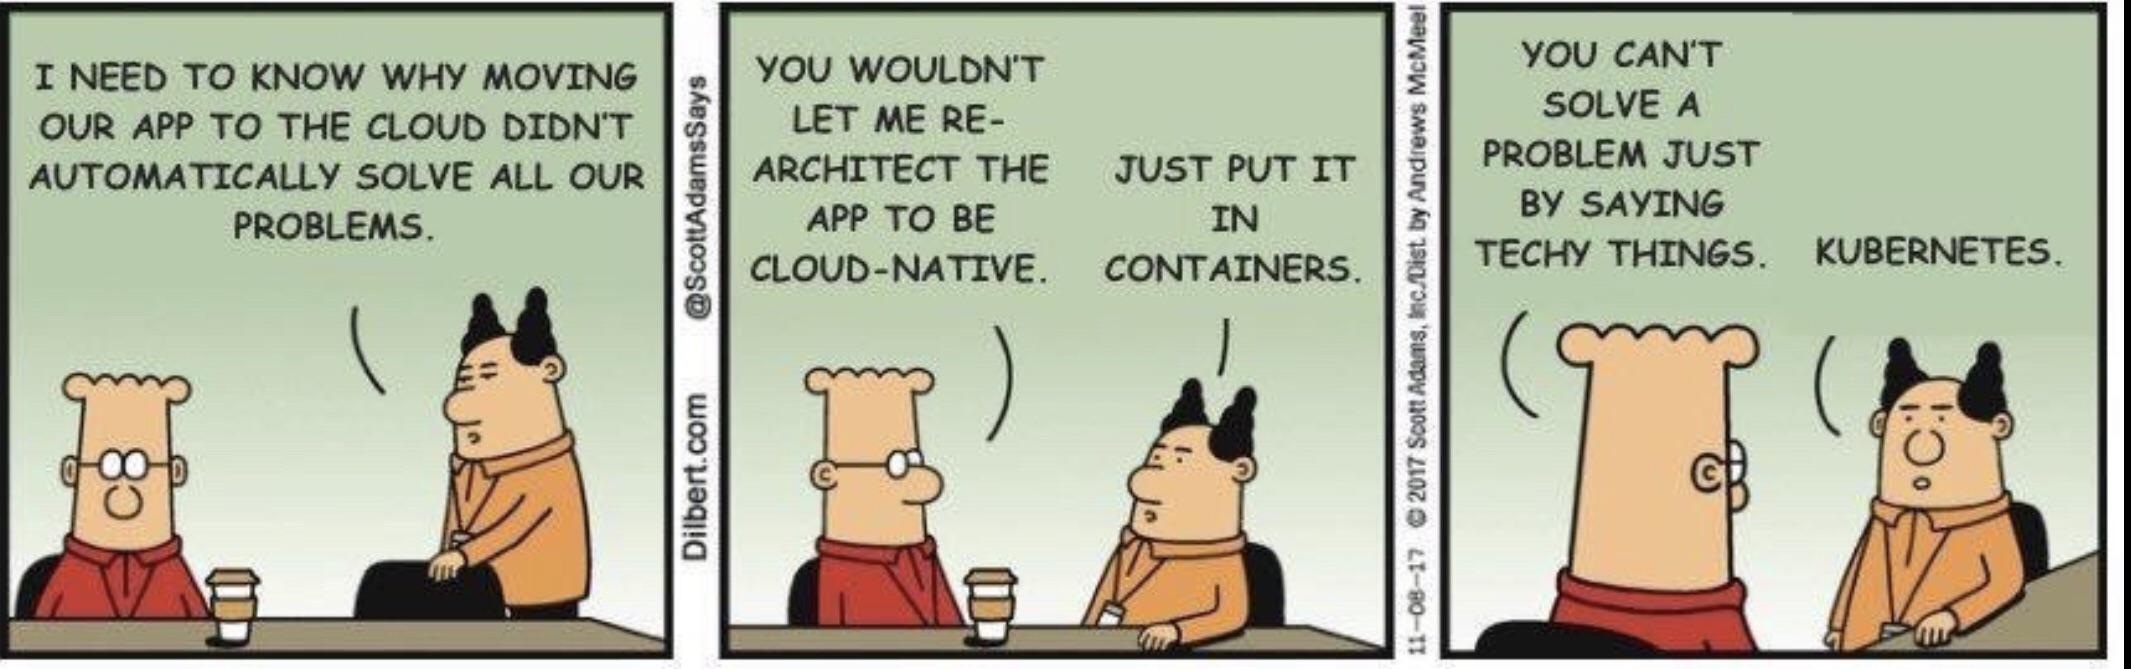 I NEED TO KNOW WHY MOVING
OUR APP TO THE CLOUD DIDN'T
AUTOMATICALLY SOLVE ALL OUR
PROBLEMS.
Dilbert.com @ScottAdamsSays
YOU WOULDN'T
LET ME RE-
ARCHITECT THE
APP TO BE
CLOUD-NATIVE.
JUST PUT IT
IN
CONTAINERS.
11-08-17 © 2017 Scott Adams, Inc./Dist. by Andrews McMeel
YOU CAN'T
SOLVE A
PROBLEM JUST
BY SAYING
TECHY THINGS.
KUBERNETES.